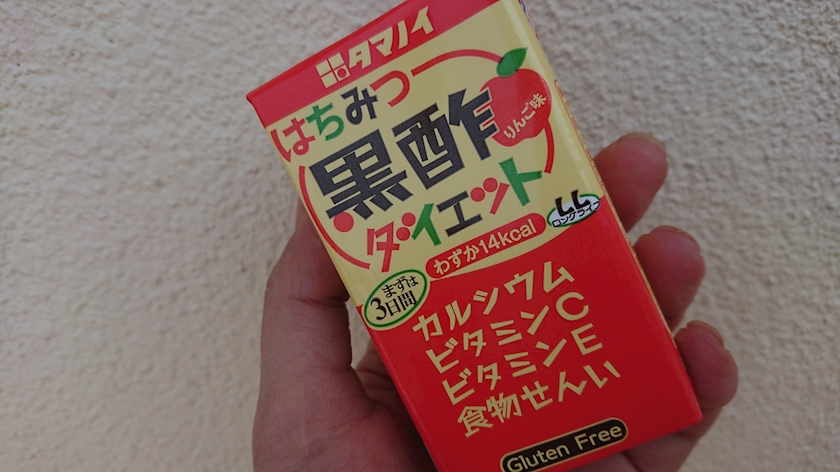 タマノイ
はちみつ
黒酢
りんご味
ダイエット
LL
ロングライフ
わずか14kcal
まずは
3日間
カルシウム
ビタミンC
ビタミンE
食物せんい
Gluten Free